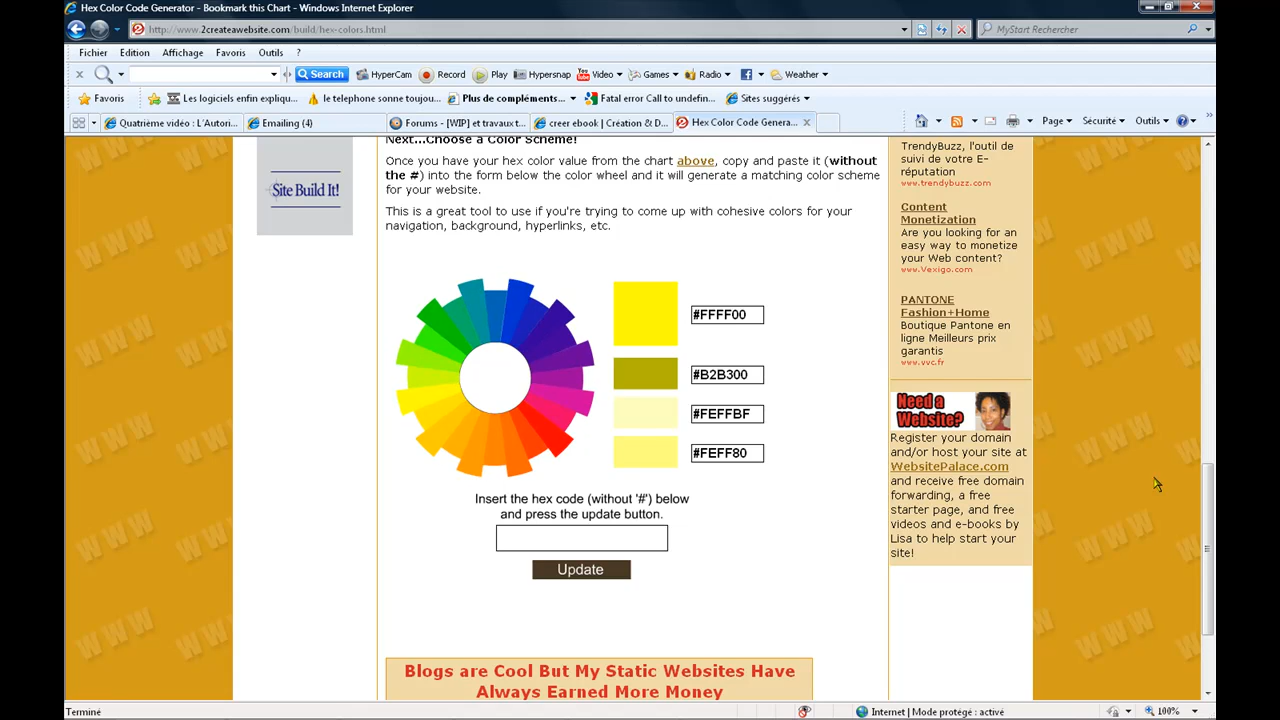 Hex Color Code Generator - Bookmark this Chart - Windows Internet Explorer
http://www.2createawebsite.com/build/hex-colors.html
MyStart Rechercher
Fichier Edition Affichage Favoris Outils ?
Search HyperCam Record Play Hypersnap You Tube Video Games Radio Weather
Favoris Les logiciels enfin explique... le telephone sonne toujou... Plus de compléments... Fatal error Call to undefin... Sites suggérés
Quatrième vidéo : L'Autori... Emailing (4) Forums - [WIP] et travaux t... creer ebook | Création & D... Hex Color Code Genera...
Page Sécurité Outils
Next...Choose a Color Scheme!
Once you have your hex color value from the chart above, copy and paste it (without
the #) into the form below the color wheel and it will generate a matching color scheme
for your website.
This is a great tool to use if you're trying to come up with cohesive colors for your
navigation, background, hyperlinks, etc.
Site Build It!
#FFFF00
#B2B300
#FEFFBF
#FEFF80
Insert the hex code (without '#') below
and press the update button.
Update
Blogs are Cool But My Static Websites Have
Always Earned More Money
TrendyBuzz, l'outil de
suivi de votre E-
réputation
www.trendybuzz.com
Content
Monetization
Are you looking for an
easy way to monetize
your Web content?
www.Vexigo.com
PANTONE
Fashion+Home
Boutique Pantone en
ligne Meilleurs prix
garantis
www.vvc.fr
Need a
Website?
Register your domain
and/or host your site at
WebsitePalace.com
and receive free domain
forwarding, a free
starter page, and free
videos and e-books by
Lisa to help start your
site!
WWW
Terminé
Internet | Mode protégé : activé
100%